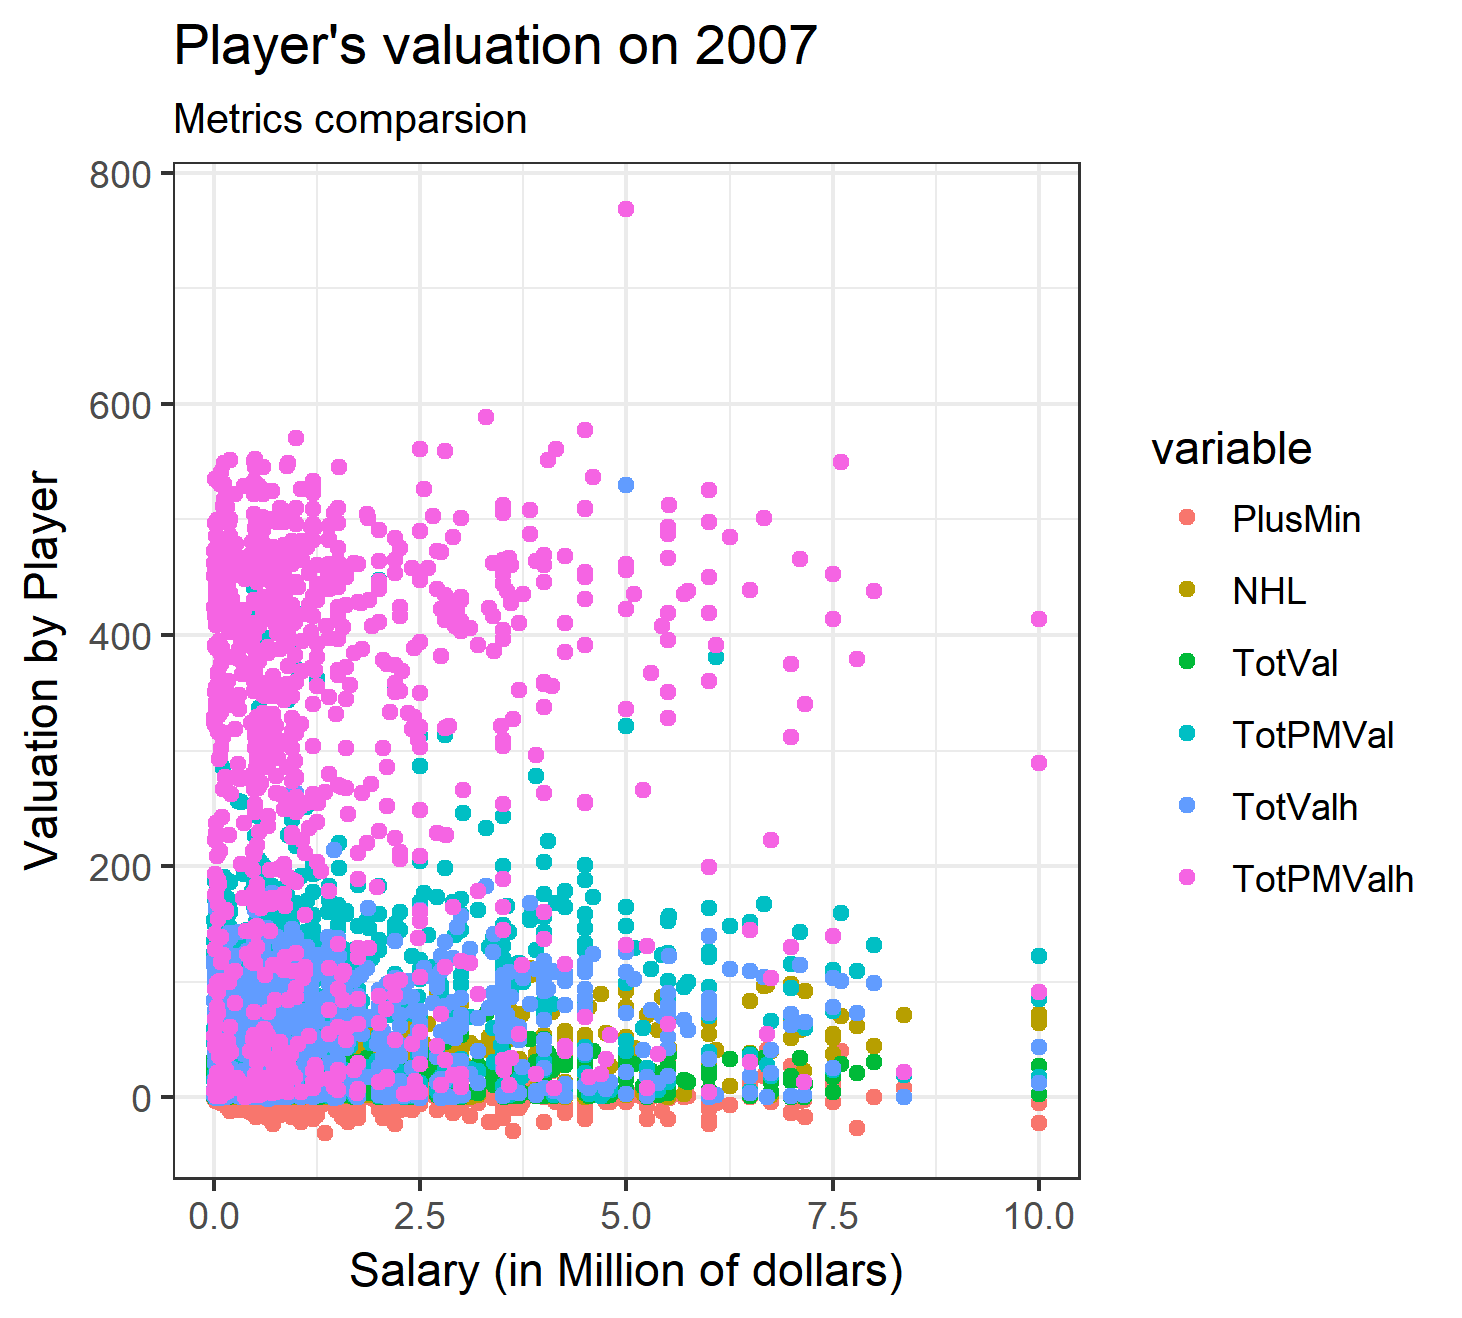 Player's valuation on 2007
Metrics comparsion
800
600
400
200
0
Valuation by Player
0.0 2.5 5.0 7.5 10.0
Salary (in Million of dollars)
variable
PlusMin
NHL
TotVal
TotPMVal
TotValh
TotPMValh